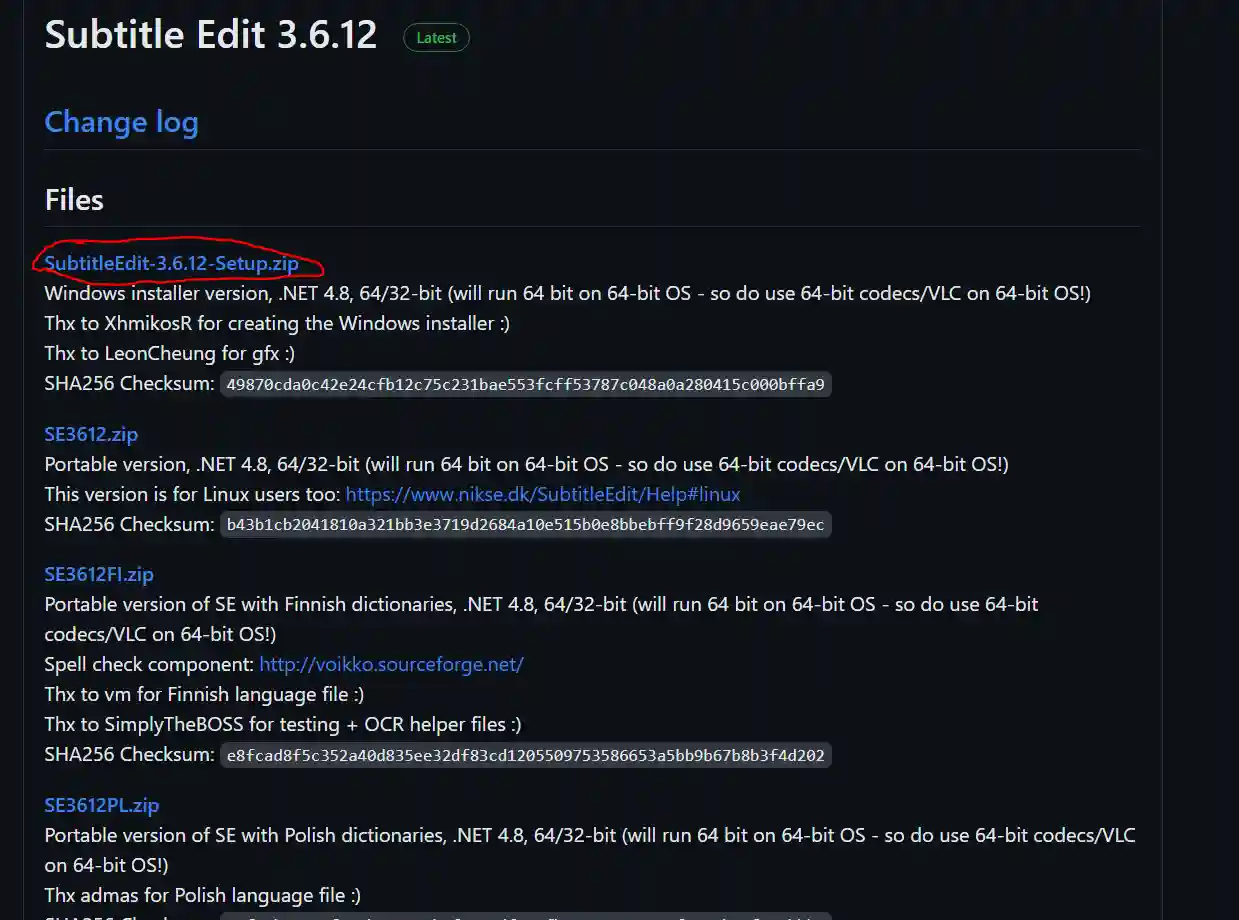 Subtitle Edit 3.6.12 Latest
Change log
Files
SubtitleEdit-3.6.12-Setup.zip
Windows installer version, .NET 4.8, 64/32-bit (will run 64 bit on 64-bit OS - so do use 64-bit codecs/VLC on 64-bit OS!)
Thx to XhmikosR for creating the Windows installer :)
Thx to LeonCheung for gfx :)
SHA256 Checksum: 49870cda0c42e24cfb12c75c231bae553fcff53787c048a0a280415c000bffa9
SE3612.zip
Portable version, .NET 4.8, 64/32-bit (will run 64 bit on 64-bit OS - so do use 64-bit codecs/VLC on 64-bit OS!)
This version is for Linux users too: https://www.nikse.dk/SubtitleEdit/Help#linux
SHA256 Checksum: b43b1cb2041810a321bb3e3719d2684a10e515b0e8bbebff9f28d9659eae79ec
SE3612FI.zip
Portable version of SE with Finnish dictionaries, .NET 4.8, 64/32-bit (will run 64 bit on 64-bit OS - so do use 64-bit
codecs/VLC on 64-bit OS!)
Spell check component: http://voikko.sourceforge.net/
Thx to vm for Finnish language file :)
Thx to SimplyTheBOSS for testing + OCR helper files :)
SHA256 Checksum: e8fcad8f5c352a40d835ee32df83cd1205509753586653a5bb9b67b8b3f4d202
SE3612PL.zip
Portable version of SE with Polish dictionaries, .NET 4.8, 64/32-bit (will run 64 bit on 64-bit OS - so do use 64-bit codecs/VLC
on 64-bit OS!)
Thx admas for Polish language file :)